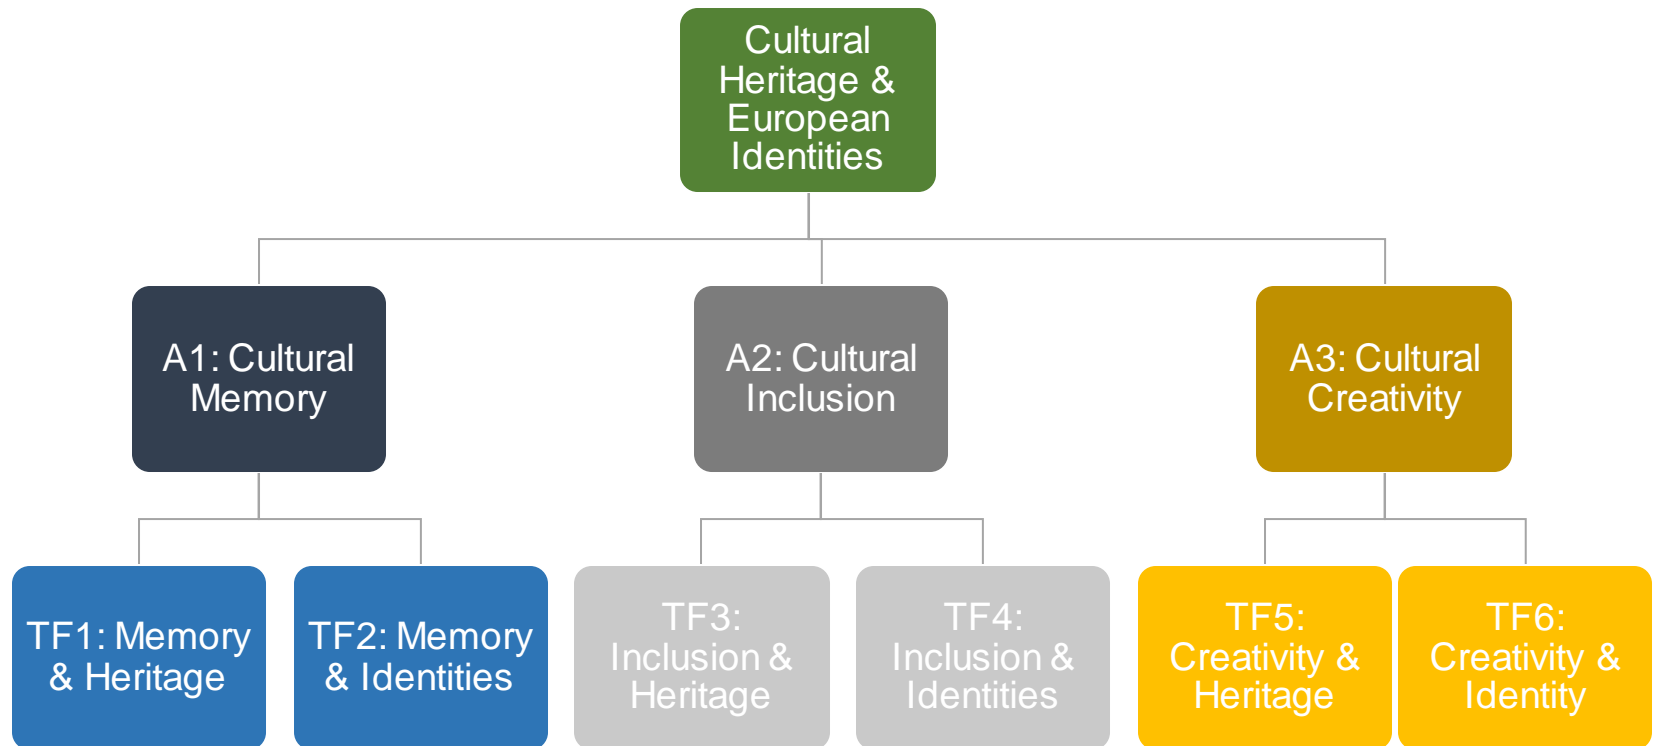 Cultural
Heritage &
European
Identities
A1: Cultural
Memory
A2: Cultural
Inclusion
A3: Cultural
Creativity
TF1: Memory
& Heritage
TF2: Memory
& Identities
TF3:
Inclusion &
Heritage
TF4:
Inclusion &
Identities
TF5:
Creativity &
Heritage
TF6:
Creativity &
Identity